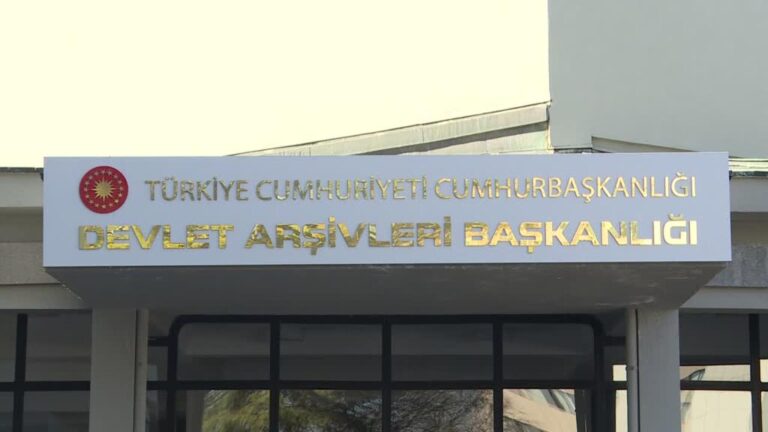 TÜRKİYE CUMHURİYETİ CUMHURBAŞKANLIĞI
DEVLET ARŞİVLERİ BAŞKANLIĞI